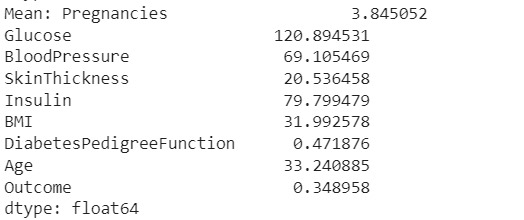 Mean: Pregnancies                    3.845052
Glucose                     120.894531
BloodPressure                69.105469
SkinThickness                20.536458
Insulin                      79.799479
BMI                          31.992578
DiabetesPedigreeFunction      0.471876
Age                          33.240885
Outcome                       0.348958
dtype: float64